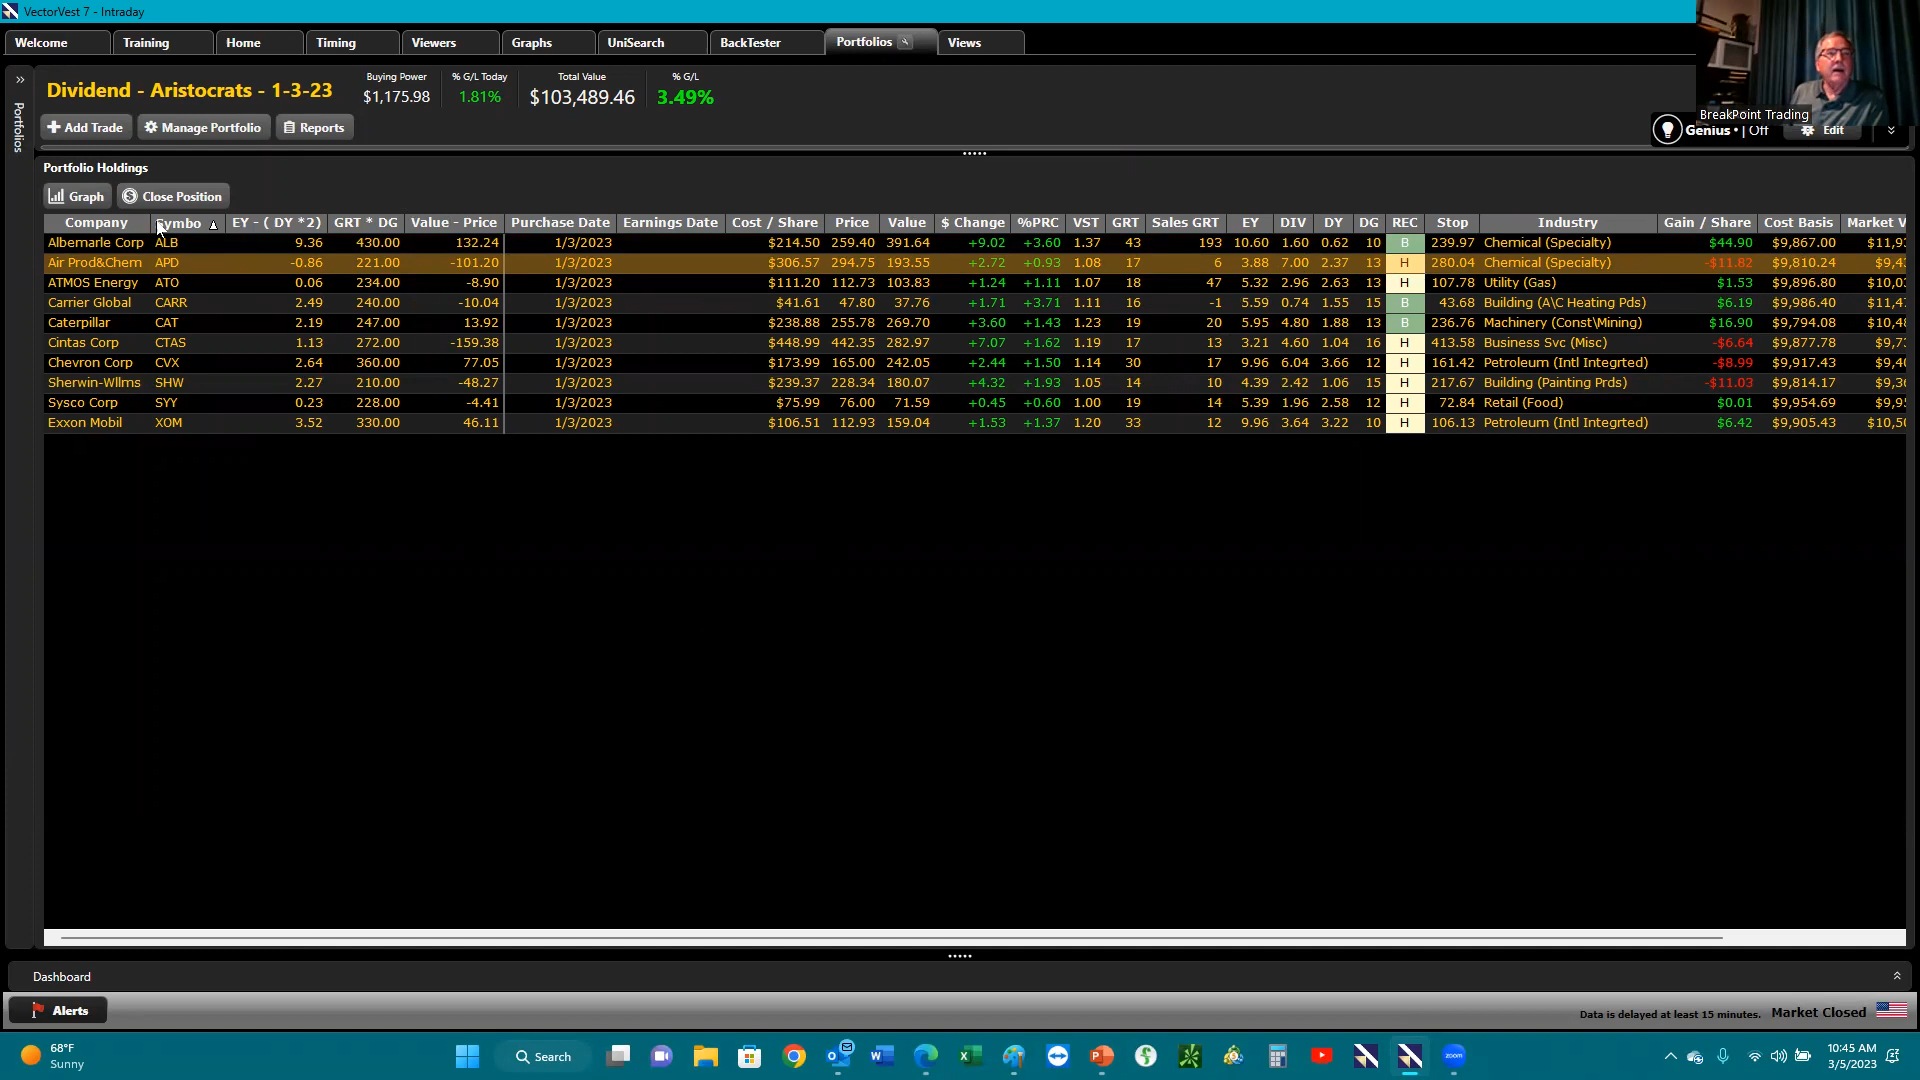 VectorVest 7 - Intraday
Welcome Training Home Timing Viewers Graphs UniSearch BackTester Portfolios Views
Portfolios
Dividend - Aristocrats - 1-3-23
Buying Power % G/L Today Total Value % G/L
$1,175.98 1.81% $103,489.46 3.49%
BreakPoint Trading
Add Trade Manage Portfolio Reports Genius • | Off Edit
Portfolio Holdings
Graph Close Position
Company Symbo EY - ( DY *2) GRT * DG Value - Price Purchase Date Earnings Date Cost / Share Price Value $ Change %PRC VST GRT Sales GRT EY DIV DY DG REC Stop Industry Gain / Share Cost Basis Market V
Albemarle Corp ALB 9.36 430.00 132.24 1/3/2023 $214.50 259.40 391.64 +9.02 +3.60 1.37 43 193 10.60 1.60 0.62 10 B 239.97 Chemical (Specialty) $44.90 $9,867.00 $11,93
Air Prod&Chem APD -0.86 221.00 -101.20 1/3/2023 $306.57 294.75 193.55 +2.72 +0.93 1.08 17 6 3.88 7.00 2.37 13 H 280.04 Chemical (Specialty) -$11.82 $9,810.24 $9,4
ATMOS Energy ATO 0.06 234.00 -8.90 1/3/2023 $111.20 112.73 103.83 +1.24 +1.11 1.07 18 47 5.32 2.96 2.63 13 H 107.78 Utility (Gas) $1.53 $9,896.80 $10,0
Carrier Global CARR 2.49 240.00 -10.04 1/3/2023 $41.61 47.80 37.76 +1.71 +3.71 1.11 16 -1 5.59 0.74 1.55 15 B 43.68 Building (A\C Heating Pds) $6.19 $9,986.40 $11,4
Caterpillar CAT 2.19 247.00 13.92 1/3/2023 $238.88 255.78 269.70 +3.60 +1.43 1.23 19 20 5.95 4.80 1.88 13 B 236.76 Machinery (Const\Mining) $16.90 $9,794.08 $10,4
Cintas Corp CTAS 1.13 272.00 -159.38 1/3/2023 $448.99 442.35 282.97 +7.07 +1.62 1.19 17 13 3.21 4.60 1.04 16 H 413.58 Business Svc (Misc) -$6.64 $9,877.78 $9,7
Chevron Corp CVX 2.64 360.00 77.05 1/3/2023 $173.99 165.00 242.05 +2.44 +1.50 1.14 30 17 9.96 6.04 3.66 12 H 161.42 Petroleum (Intl Integrted) -$8.99 $9,917.43 $9,4
Sherwin-Wllms SHW 2.27 210.00 -48.27 1/3/2023 $239.37 228.34 180.07 +4.32 +1.93 1.05 14 10 4.39 2.42 1.06 15 H 217.67 Building (Painting Prds) -$11.03 $9,814.17 $9,3
Sysco Corp SYY 0.23 228.00 -4.41 1/3/2023 $75.99 76.00 71.59 +0.45 +0.60 1.00 19 14 5.39 1.96 2.58 12 H 72.84 Retail (Food) $0.01 $9,954.69 $9,9
Exxon Mobil XOM 3.52 330.00 46.11 1/3/2023 $106.51 112.93 159.04 +1.53 +1.37 1.20 33 12 9.96 3.64 3.22 10 H 106.13 Petroleum (Intl Integrted) $6.42 $9,905.43 $10,5
Dashboard
Alerts Data is delayed at least 15 minutes. Market Closed
68°F
Sunny
Search
zoom
10:45 AM
3/5/2023